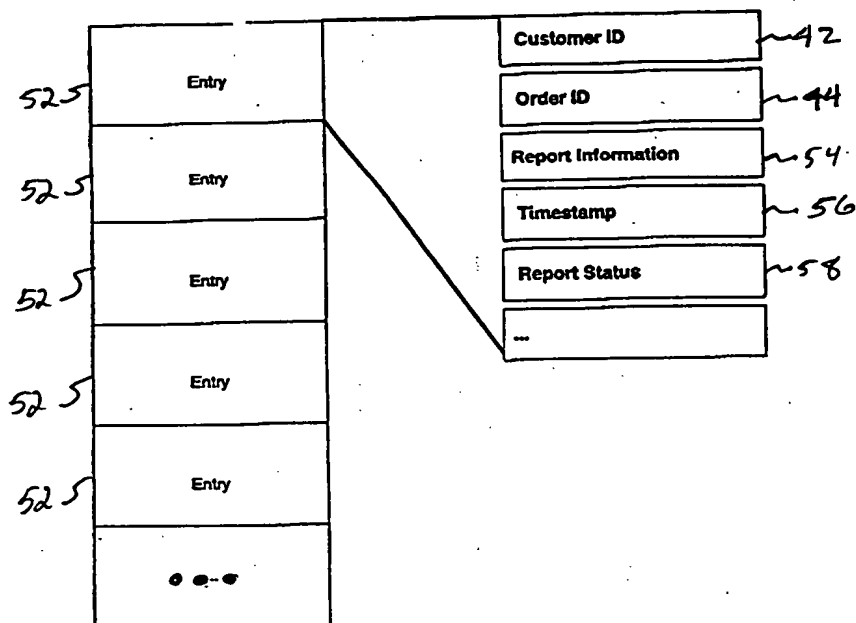 Customer ID 42
Entry
52
Order ID 44
Report Information 54
Entry
52
Timestamp 56
Report Status 58
Entry
52
...
Entry
52
Entry
52
...